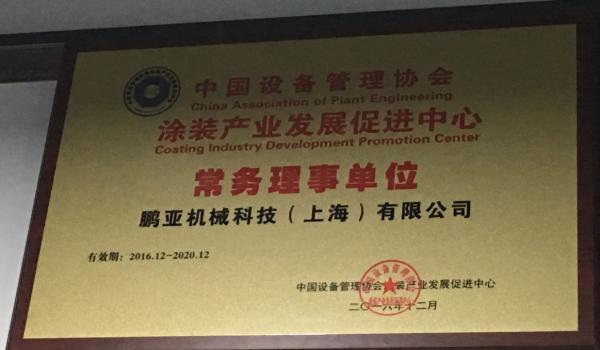 中国设备管理协会
China Association of Plant Engineering
涂装产业发展促进中心
Coating Industry Development Promotion Center
常务理事单位
鹏亚机械科技（上海）有限公司
有效期：2016.12-2020.12
中国设备管理协会涂装产业发展促进中心
二〇一六年十二月